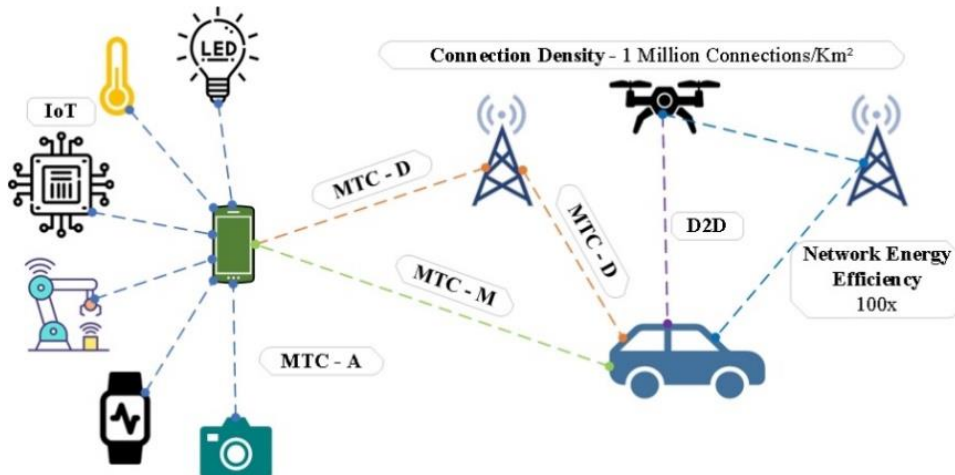 LED
Connection Density - 1 Million Connections/Km²
IoT
MTC - D
MTC - D
D2D
MTC - M
Network Energy
Efficiency
100x
MTC - A